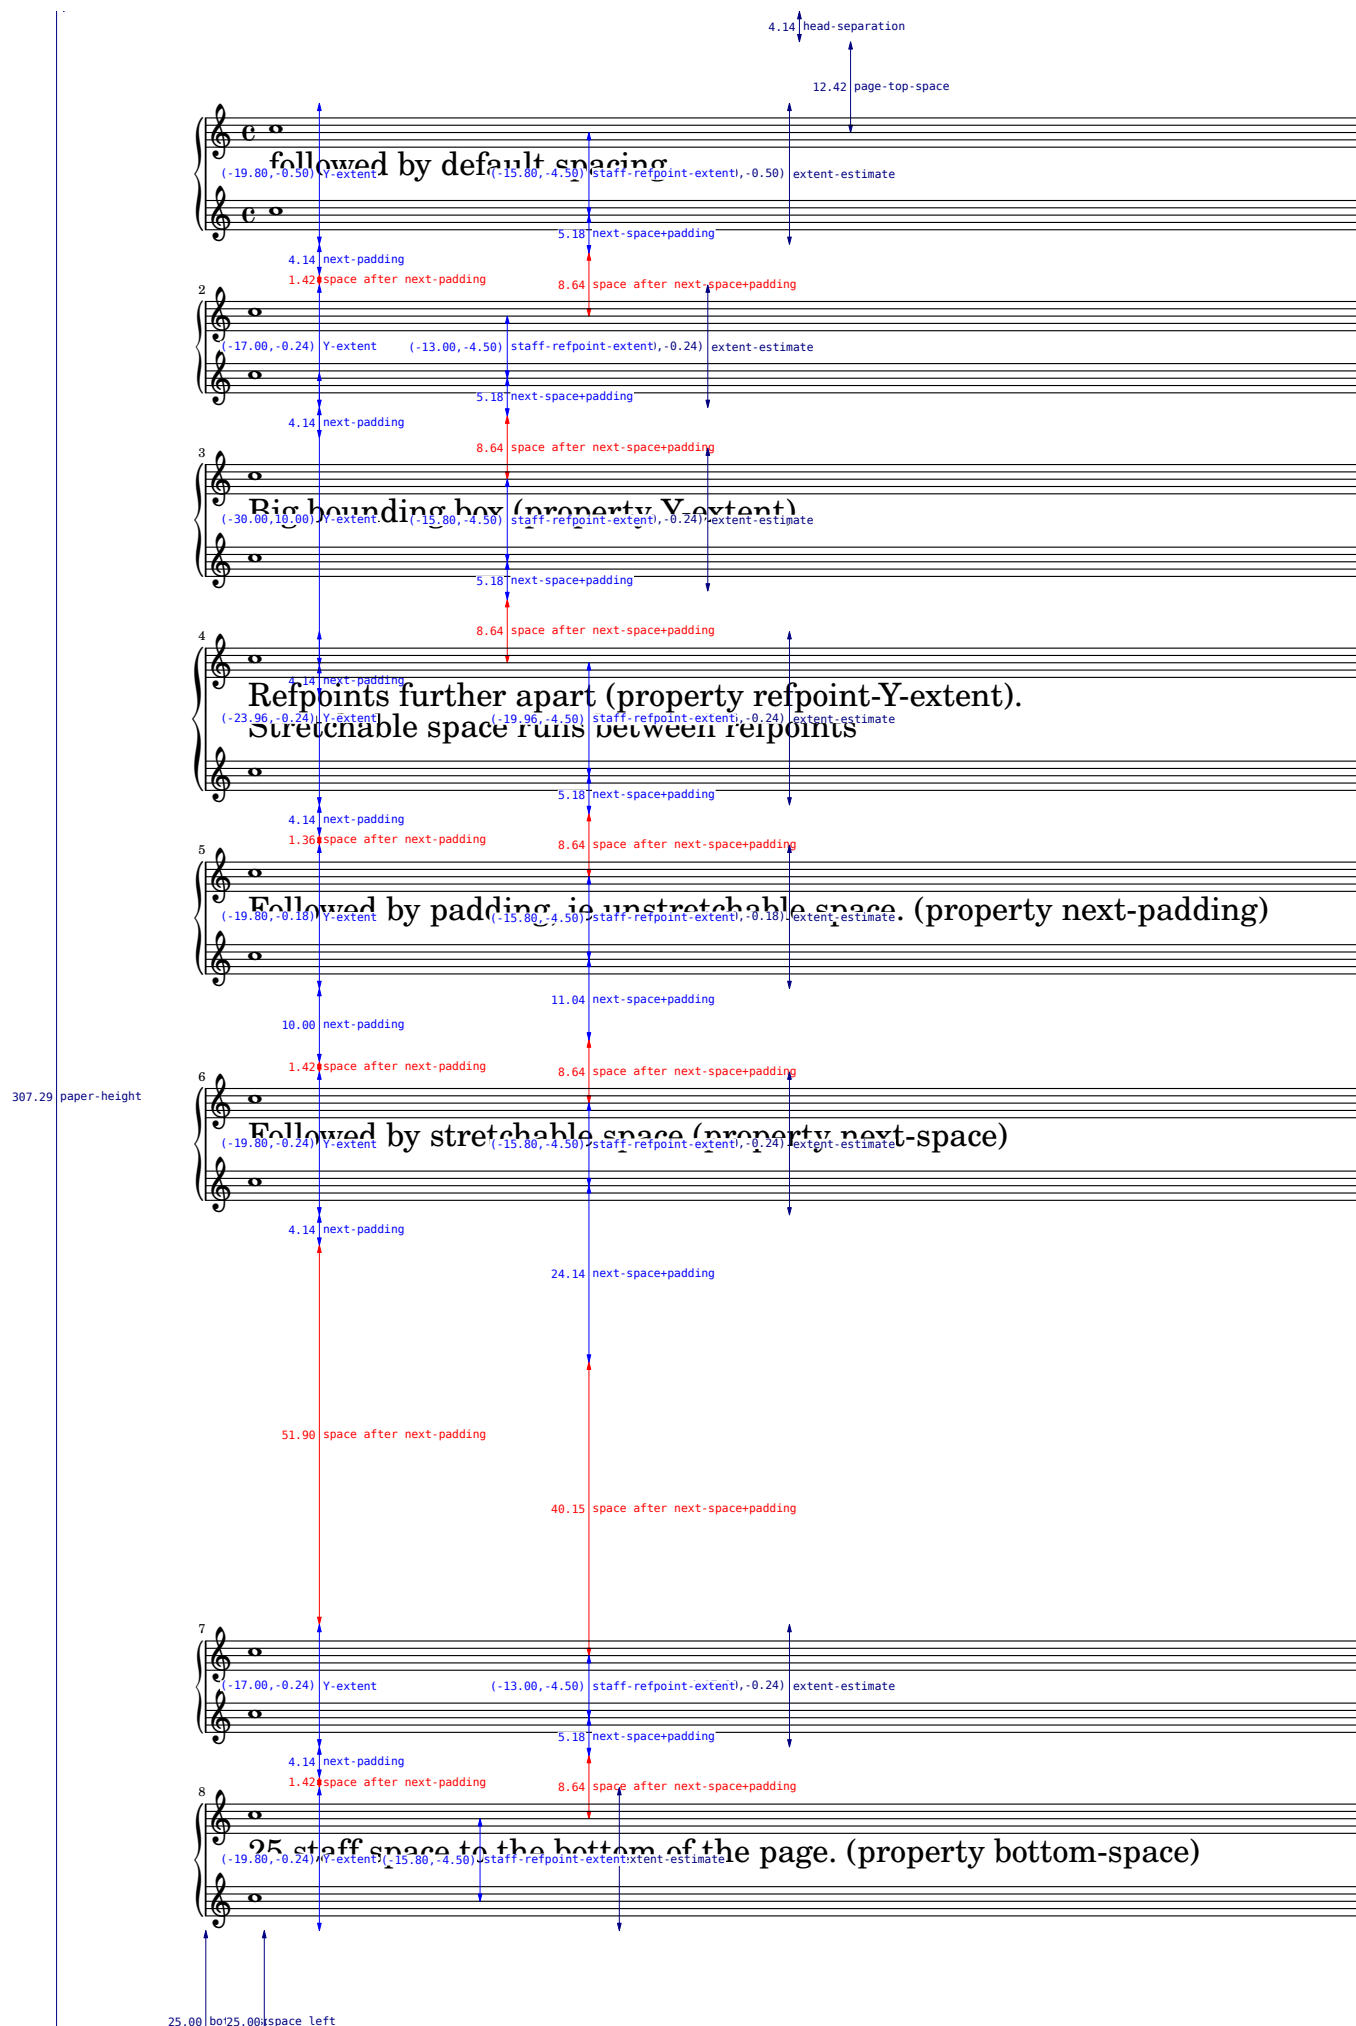 4.14 head-separation
12.42 page-top-space
followed by default spacing
(-19.80,-0.50) Y-extent (-15.80,-4.50) staff-refpoint-extent ,-0.50) extent-estimate
5.18 next-space+padding
4.14 next-padding
1.42 space after next-padding
8.64 space after next-space+padding
2
(-17.00,-0.24) Y-extent (-13.00,-4.50) staff-refpoint-extent ,-0.24) extent-estimate
5.18 next-space+padding
4.14 next-padding
8.64 space after next-space+padding
3
Big bounding box (property Y-extent)
(-30.00,10.00) Y-extent (-15.80,-4.50) staff-refpoint-extent ,-0.24) extent-estimate
5.18 next-space+padding
8.64 space after next-space+padding
4
4.14 next-padding
Refpoints further apart (property refpoint-Y-extent).
(-23.96,-0.24) Y-extent (-19.96,-4.50) staff-refpoint-extent ,-0.24) extent-estimate
Stretchable space runs between refpoints
5.18 next-space+padding
4.14 next-padding
1.36 space after next-padding
8.64 space after next-space+padding
5
Followed by padding, ie unstretchable space. (property next-padding)
(-19.80,-0.18) Y-extent (-15.80,-4.50) staff-refpoint-extent ,-0.18) extent-estimate
11.04 next-space+padding
10.00 next-padding
1.42 space after next-padding
8.64 space after next-space+padding
6
307.29 paper-height
Followed by stretchable space (property next-space)
(-19.80,-0.24) Y-extent (-15.80,-4.50) staff-refpoint-extent ,-0.24) extent-estimate
4.14 next-padding
24.14 next-space+padding
51.90 space after next-padding
40.15 space after next-space+padding
7
(-17.00,-0.24) Y-extent (-13.00,-4.50) staff-refpoint-extent ,-0.24) extent-estimate
5.18 next-space+padding
4.14 next-padding
1.42 space after next-padding
8.64 space after next-space+padding
8
25 staff space to the bottom of the page. (property bottom-space)
(-19.80,-0.24) Y-extent (-15.80,-4.50) staff-refpoint-extent xtent-estimate
25.00 bot 25.00 space left